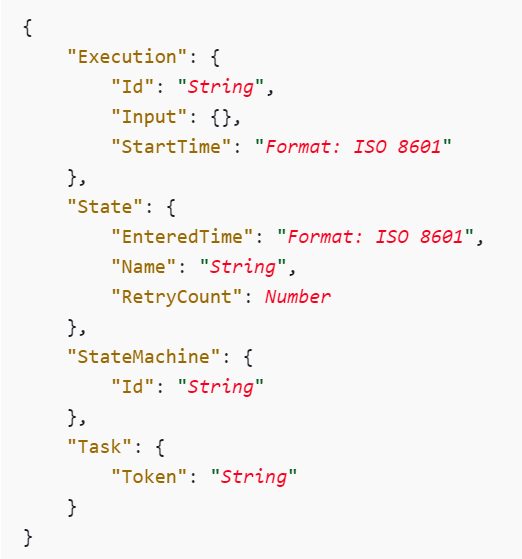 {
    "Execution": {
        "Id": "String",
        "Input": {},
        "StartTime": "Format: ISO 8601"
    },
    "State": {
        "EnteredTime": "Format: ISO 8601",
        "Name": "String",
        "RetryCount": Number
    },
    "StateMachine": {
        "Id": "String"
    },
    "Task": {
        "Token": "String"
    }
}